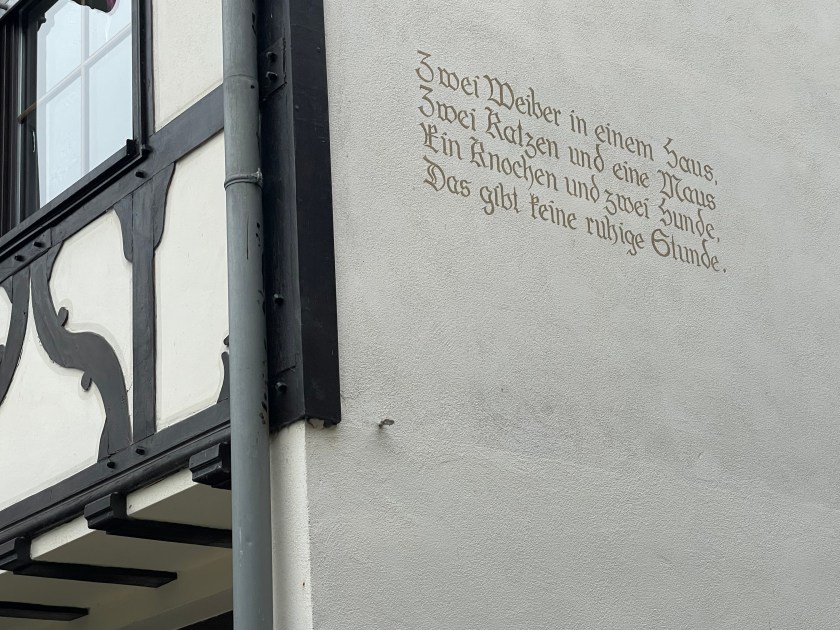 Zwei Weiber in einem Haus,
Zwei Katzen und eine Maus
Ein Knochen und zwei Hunde,
Das gibt keine ruhige Stunde.